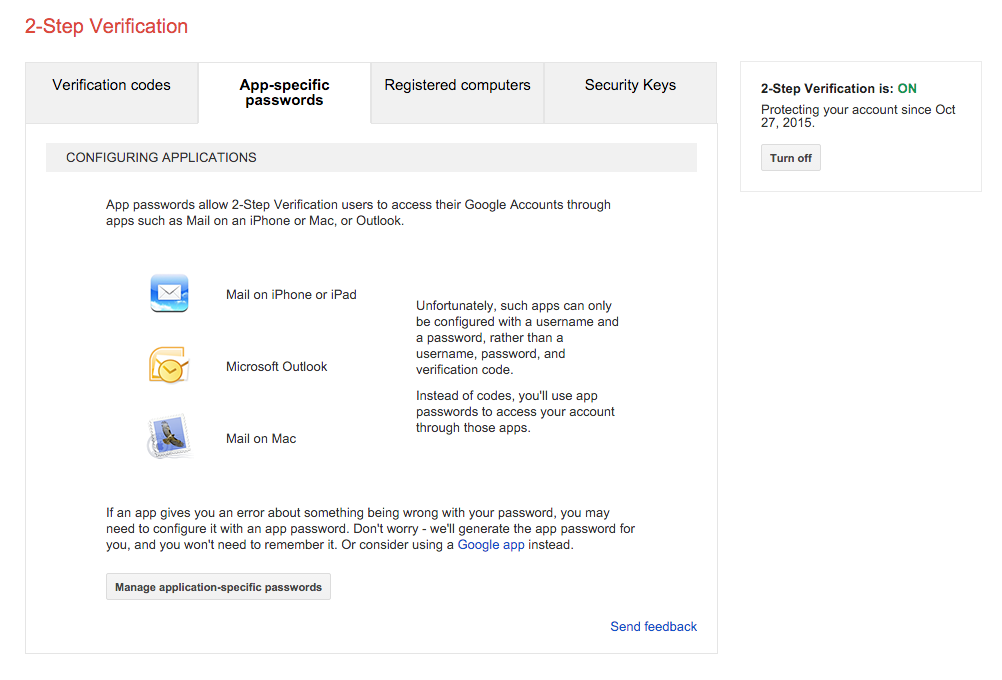 2-Step Verification
Verification codes
App-specific
passwords
Registered computers
Security Keys
2-Step Verification is: ON
Protecting your account since Oct
27, 2015.
Turn off
CONFIGURING APPLICATIONS
App passwords allow 2-Step Verification users to access their Google Accounts through
apps such as Mail on an iPhone or Mac, or Outlook.
Mail on iPhone or iPad
Microsoft Outlook
Mail on Mac
Unfortunately, such apps can only
be configured with a username and
a password, rather than a
username, password, and
verification code.
Instead of codes, you'll use app
passwords to access your account
through those apps.
If an app gives you an error about something being wrong with your password, you may
need to configure it with an app password. Don't worry - we'll generate the app password for
you, and you won't need to remember it. Or consider using a Google app instead.
Manage application-specific passwords
Send feedback